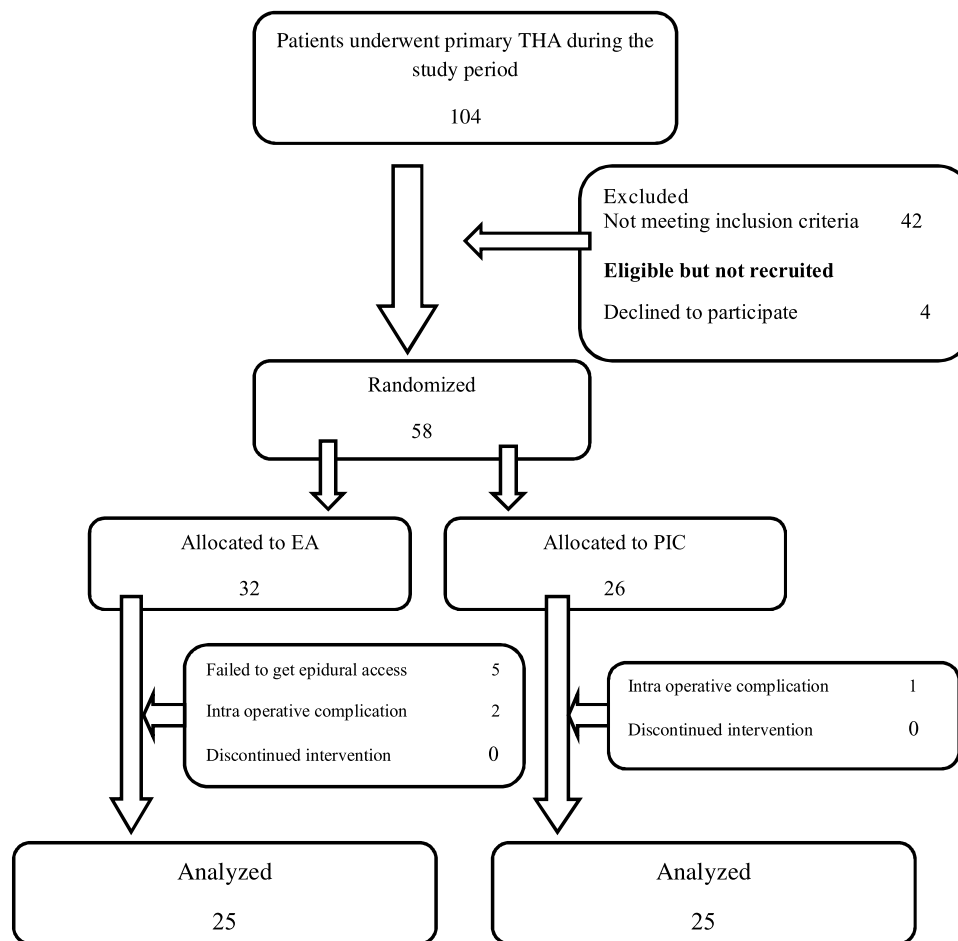 Patients underwent primary THA during the
study period
104
Excluded
Not meeting inclusion criteria 42
Eligible but not recruited
Declined to participate 4
Randomized
58
Allocated to EA
32
Allocated to PIC
26
Failed to get epidural access 5
Intra operative complication 2
Discontinued intervention 0
Intra operative complication 1
Discontinued intervention 0
Analyzed
25
Analyzed
25